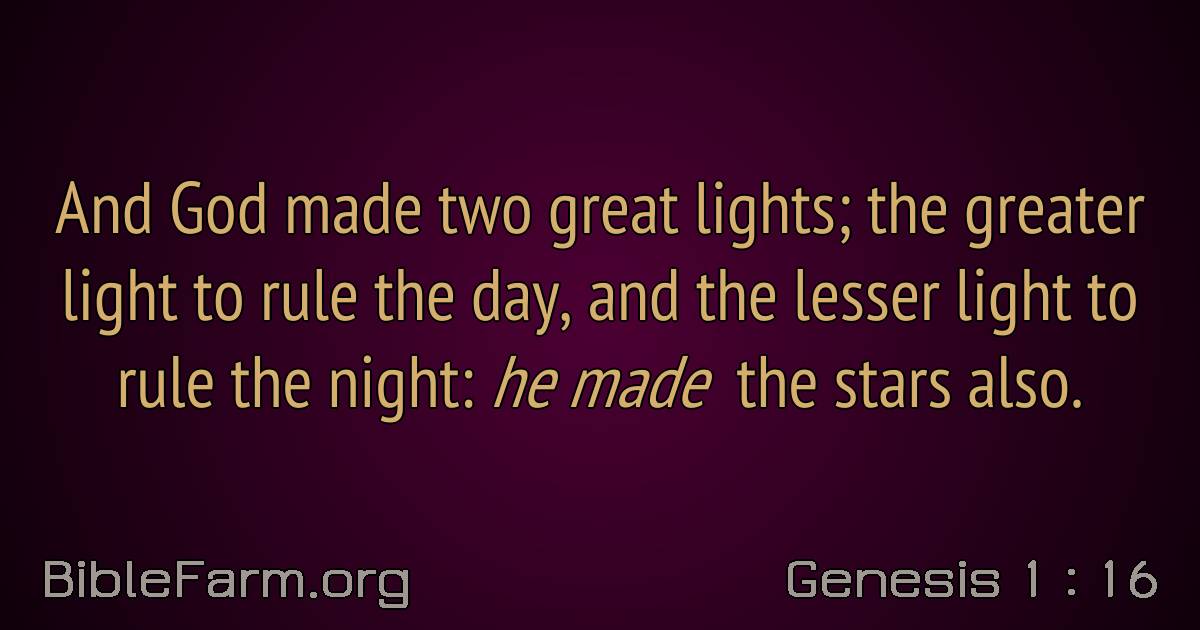 And God made two great lights; the greater
light to rule the day, and the lesser light to
rule the night: he made the stars also.
BibleFarm.org
Genesis 1 : 16